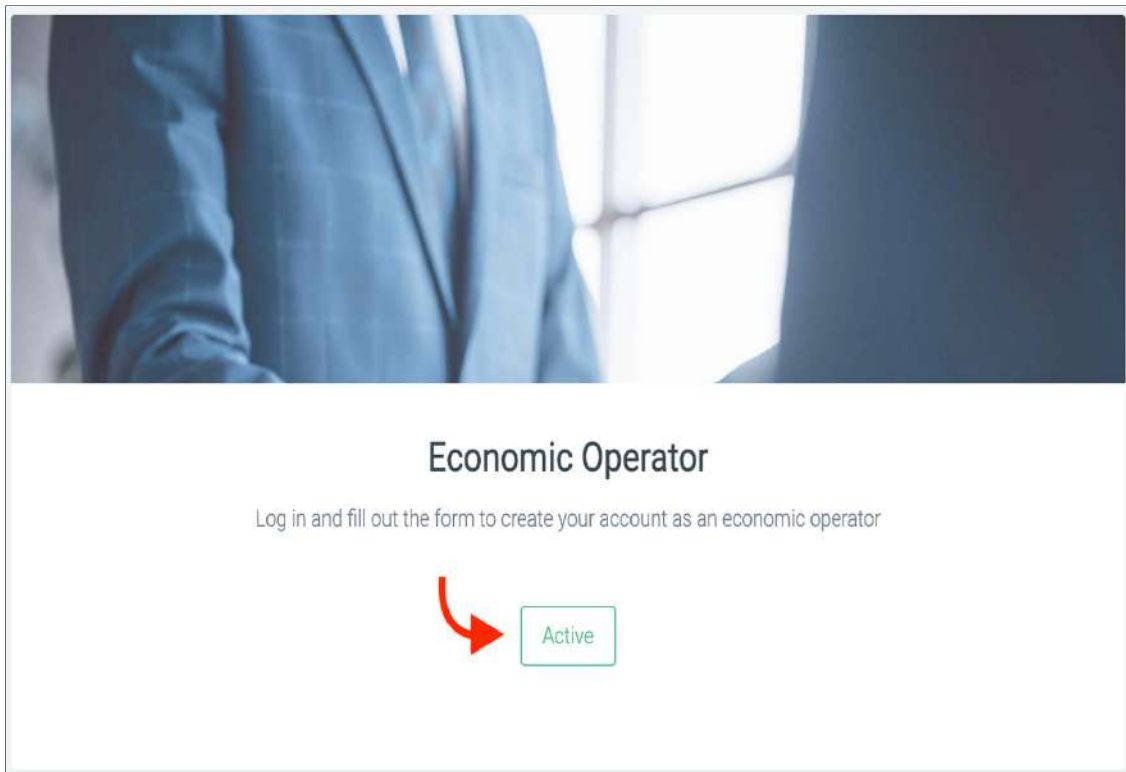 Economic Operator
Log in and fill out the form to create your account as an economic operator
Active